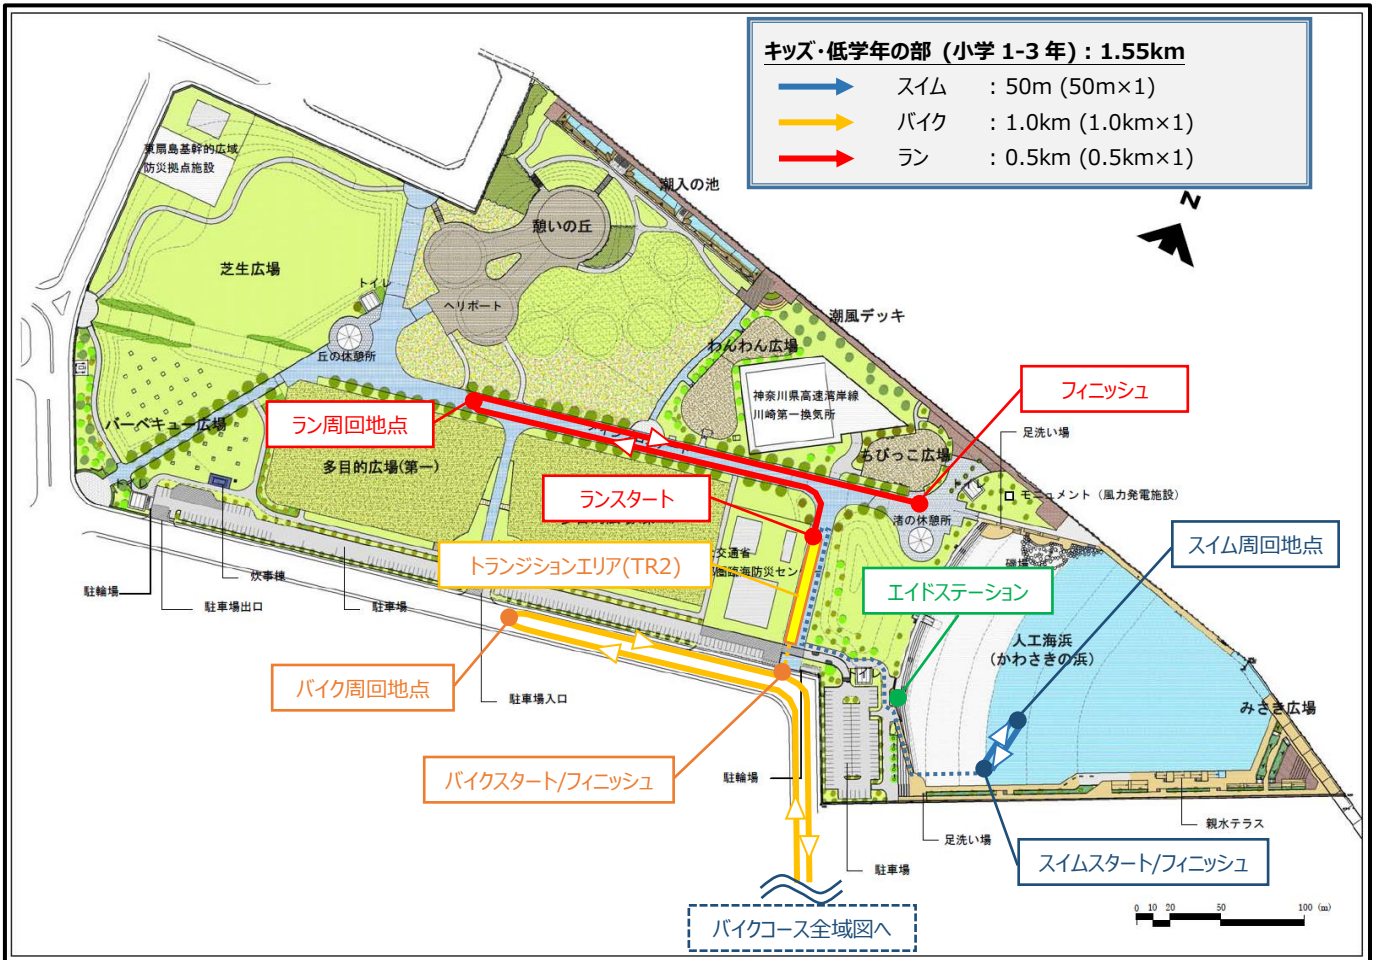 キッズ・低学年の部 (小学 1-3 年) : 1.55km
スイム : 50m (50m×1)
バイク : 1.0km (1.0km×1)
ラン : 0.5km (0.5km×1)
N
東扇島基幹的広域
防災拠点施設
潮入の池
憩いの丘
芝生広場
トイレ
ヘリポート
潮風デッキ
丘の休憩所
わんわん広場
神奈川県高速湾岸線
川崎第一換気所
フィニッシュ
ラン周回地点
足洗い場
バーベキュー広場
ちびっこ広場
多目的広場(第一)
トイレ
トイレ
モニュメント（風力発電施設）
ランスタート
渚の休憩所
スイム周回地点
トランジションエリア(TR2)
交通省
臨海防災セン
磯場
炊事棟
駐輪場
駐車場出口
駐車場
エイドステーション
人工海浜
(かわさきの浜)
バイク周回地点
駐車場入口
みさき広場
バイクスタート/フィニッシュ
駐輪場
親水テラス
足洗い場
スイムスタート/フィニッシュ
駐車場
バイクコース全域図へ
0 10 20 50 100 (m)